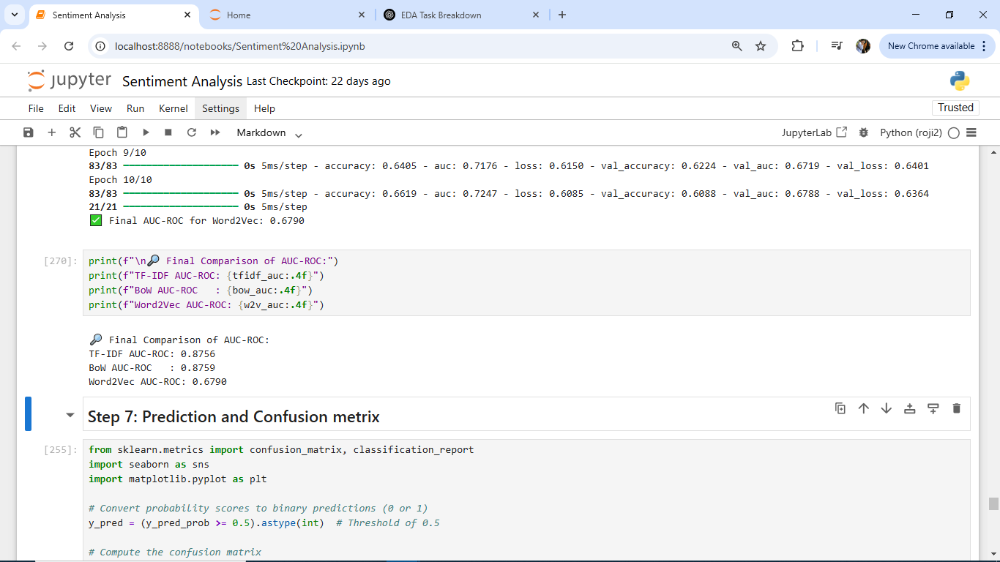 Sentiment Analysis
Home
EDA Task Breakdown
localhost:8888/notebooks/Sentiment%20Analysis.ipynb
New Chrome available
jupyter Sentiment Analysis Last Checkpoint: 22 days ago
File Edit View Run Kernel Settings Help
Trusted
Markdown
JupyterLab
Python (roji2)
Epoch 9/10
83/83 ━━━━━━━━━━━━━━━━━━━━ 0s 5ms/step - accuracy: 0.6405 - auc: 0.7176 - loss: 0.6150 - val_accuracy: 0.6224 - val_auc: 0.6719 - val_loss: 0.6401
Epoch 10/10
83/83 ━━━━━━━━━━━━━━━━━━━━ 0s 5ms/step - accuracy: 0.6619 - auc: 0.7247 - loss: 0.6085 - val_accuracy: 0.6088 - val_auc: 0.6788 - val_loss: 0.6364
21/21 ━━━━━━━━━━━━━━━━━━━━ 0s 5ms/step
✅ Final AUC-ROC for Word2Vec: 0.6790
[270]:
print(f"\n🔎 Final Comparison of AUC-ROC:")
print(f"TF-IDF AUC-ROC: {tfidf_auc:.4f}")
print(f"BoW AUC-ROC   : {bow_auc:.4f}")
print(f"Word2Vec AUC-ROC: {w2v_auc:.4f}")
🔎 Final Comparison of AUC-ROC:
TF-IDF AUC-ROC: 0.8756
BoW AUC-ROC   : 0.8759
Word2Vec AUC-ROC: 0.6790
Step 7: Prediction and Confusion metrix
[255]:
from sklearn.metrics import confusion_matrix, classification_report
import seaborn as sns
import matplotlib.pyplot as plt
# Convert probability scores to binary predictions (0 or 1)
y_pred = (y_pred_prob >= 0.5).astype(int)  # Threshold of 0.5
# Compute the confusion matrix